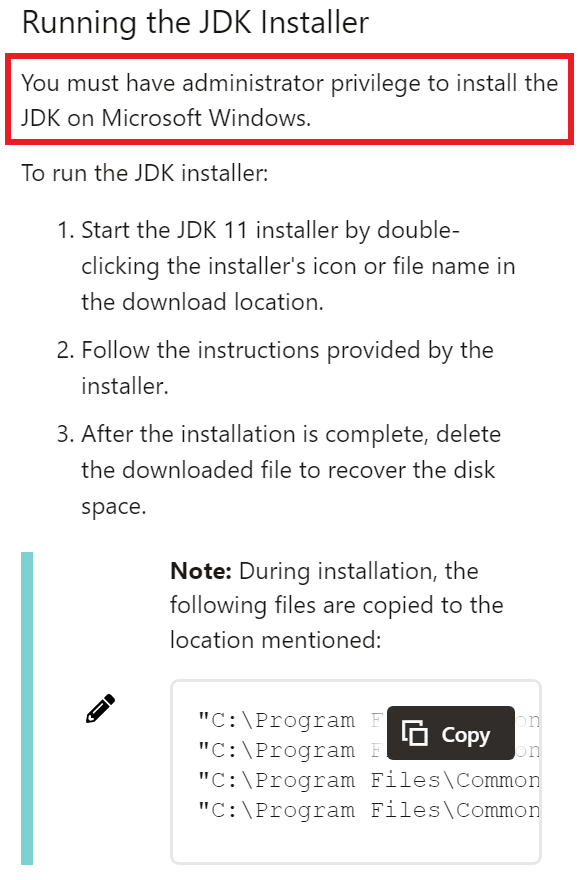 Running the JDK Installer
You must have administrator privilege to install the
JDK on Microsoft Windows.
To run the JDK installer:
1. Start the JDK 11 installer by double-
clicking the installer's icon or file name in
the download location.
2. Follow the instructions provided by the
installer.
3. After the installation is complete, delete
the downloaded file to recover the disk
space.
Note: During installation, the
following files are copied to the
location mentioned:
"C:\Program
Copy
"C:\Program
"C:\Program Files\Common
"C:\Program Files\Common